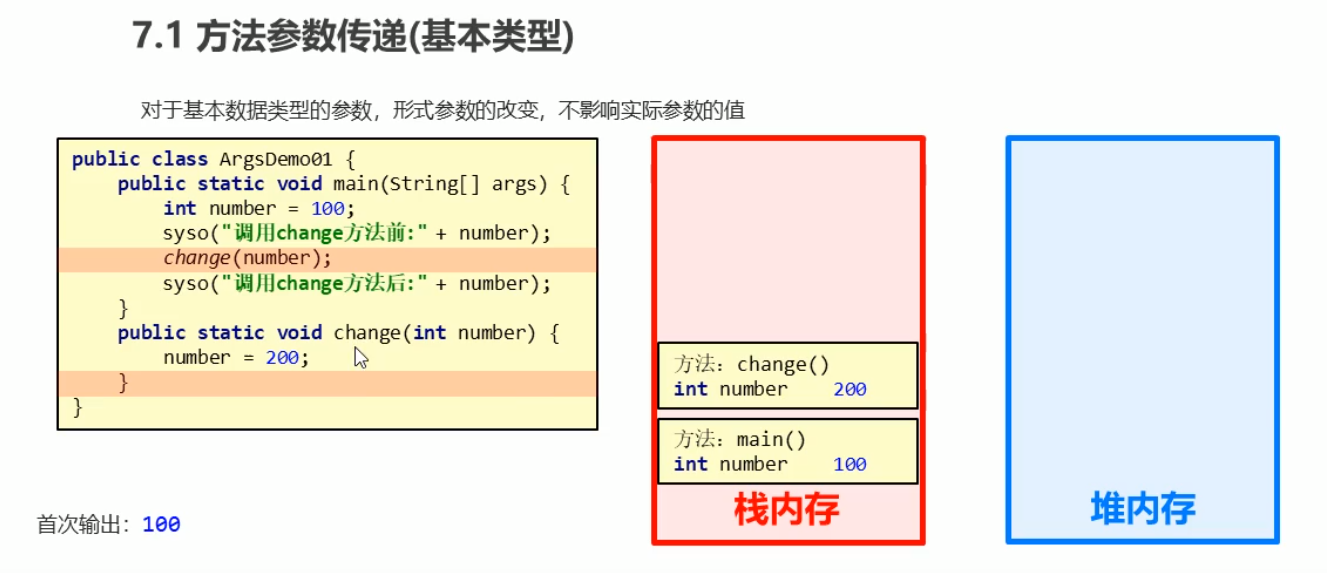 7.1 方法参数传递(基本类型)
对于基本数据类型的参数，形式参数的改变，不影响实际参数的值
public class ArgsDemo01 {
public static void main(String[] args) {
int number = 100;
syso("调用change方法前:" + number);
change(number);
syso("调用change方法后:" + number);
}
public static void change(int number) {
number = 200;
}
}
首次输出：100
方法：change()
int number 200
方法：main()
int number 100
栈内存
堆内存